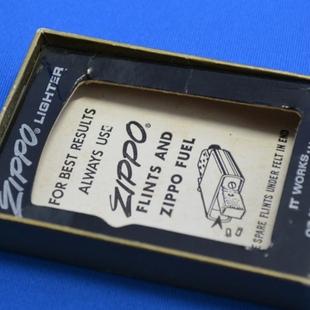 ZIPPO® LIGHTER
FOR BEST RESULTS
ALWAYS USE
ZIPPO®
FLINTS AND
ZIPPO FUEL
SPARE FLINTS UNDER FELT IN END
IT WORKS